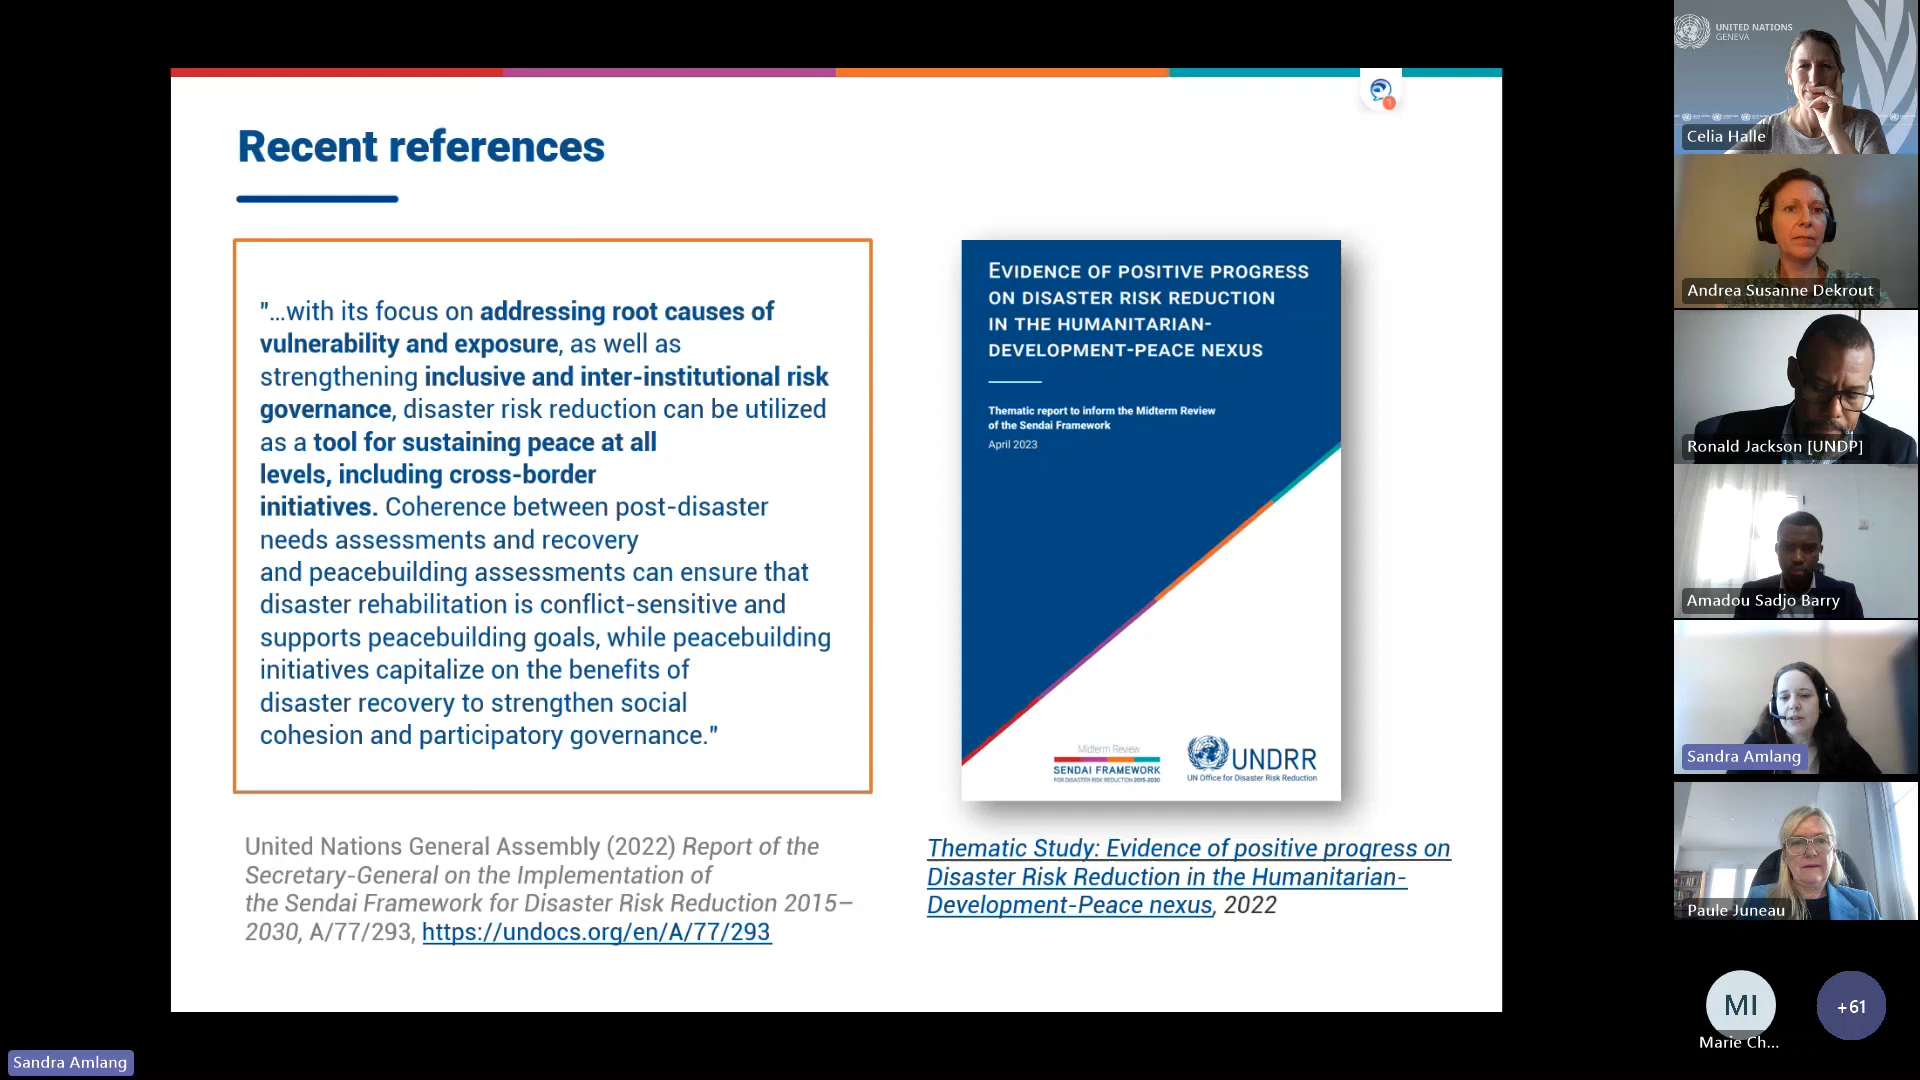 Recent references
"...with its focus on addressing root causes of
vulnerability and exposure, as well as
strengthening inclusive and inter-institutional risk
governance, disaster risk reduction can be utilized
as a tool for sustaining peace at all
levels, including cross-border
initiatives. Coherence between post-disaster
needs assessments and recovery
and peacebuilding assessments can ensure that
disaster rehabilitation is conflict-sensitive and
supports peacebuilding goals, while peacebuilding
initiatives capitalize on the benefits of
disaster recovery to strengthen social
cohesion and participatory governance."
United Nations General Assembly (2022) Report of the
Secretary-General on the Implementation of
the Sendai Framework for Disaster Risk Reduction 2015–
2030, A/77/293, https://undocs.org/en/A/77/293
EVIDENCE OF POSITIVE PROGRESS
ON DISASTER RISK REDUCTION
IN THE HUMANITARIAN-
DEVELOPMENT-PEACE NEXUS
Thematic report to inform the Midterm Review
of the Sendai Framework
April 2023
Midterm Review
SENDAI FRAMEWORK
FOR DISASTER RISK REDUCTION 2015-2030
UNDRR
UN Office for Disaster Risk Reduction
Thematic Study: Evidence of positive progress on
Disaster Risk Reduction in the Humanitarian-
Development-Peace nexus, 2022
1
UNITED NATIONS
GENEVA
Celia Halle
Andrea Susanne Dekrout
Ronald Jackson [UNDP]
Amadou Sadjo Barry
Sandra Amlang
Paule Juneau
MI
Marie Ch...
+61
Sandra Amlang